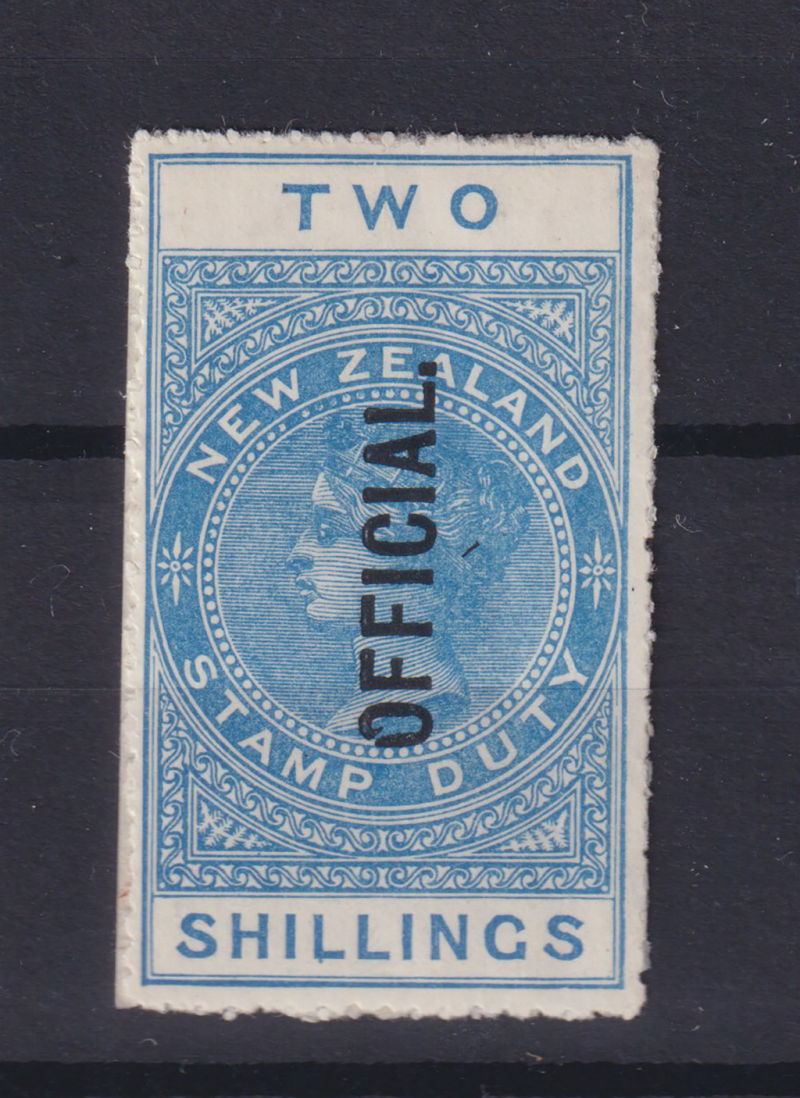 TWO
NEW ZEALAND
OFFICIAL.
STAMP DUTY
SHILLINGS